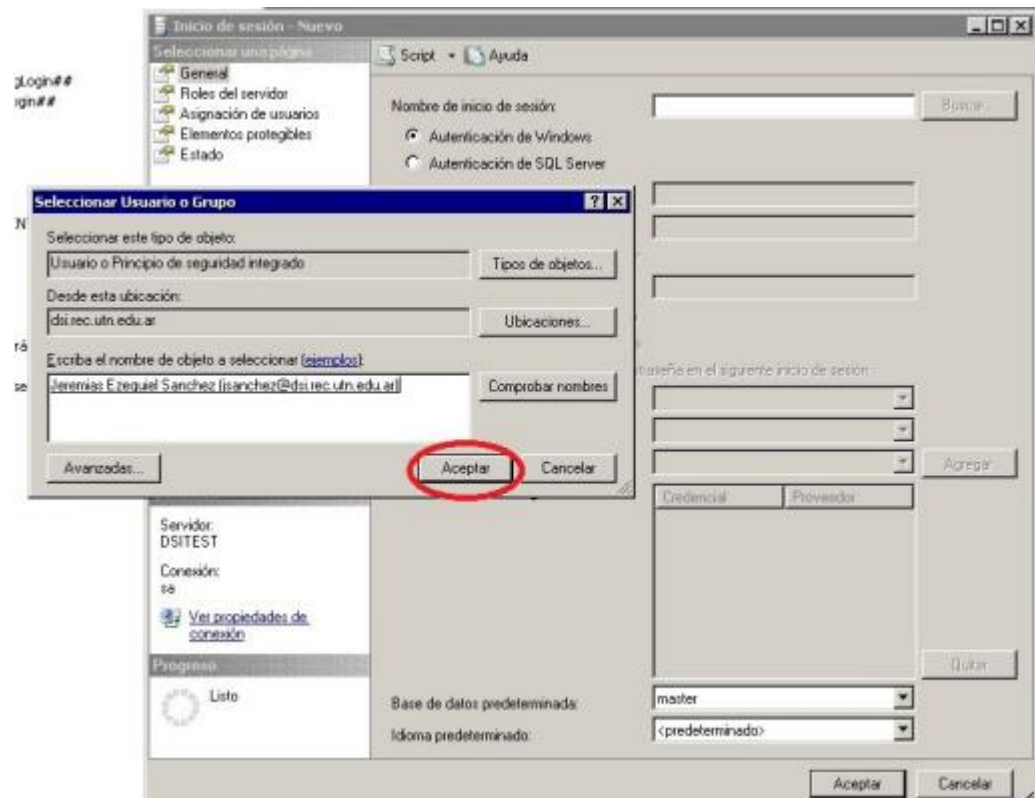 Inicio de sesión - Nuevo
Seleccionar una página
General
Roles del servidor
Asignación de usuarios
Elementos protegibles
Estado
Script
Ayuda
gLogin##
ogin##
Nombre de inicio de sesión:
Buscar...
Autenticación de Windows
Autenticación de SQL Server
Seleccionar Usuario o Grupo
Seleccionar este tipo de objeto:
Usuario o Principio de seguridad integrado
Tipos de objetos...
Desde esta ubicación:
dsi.rec.utn.edu.ar
Ubicaciones...
Escriba el nombre de objeto a seleccionar (ejemplos):
Jeremias Ezequiel Sanchez (jsanchez@dsi.rec.utn.edu.ar)
Comprobar nombres
Avanzadas...
Aceptar
Cancelar
en el siguiente inicio de sesión
Agregar
Credencial
Proveedor
Servidor:
DSITEST
Conexión:
sa
Ver propiedades de
conexión
Progreso
Listo
Quitar
Base de datos predeterminada:
master
Idioma predeterminado:
<predeterminado>
Aceptar
Cancelar